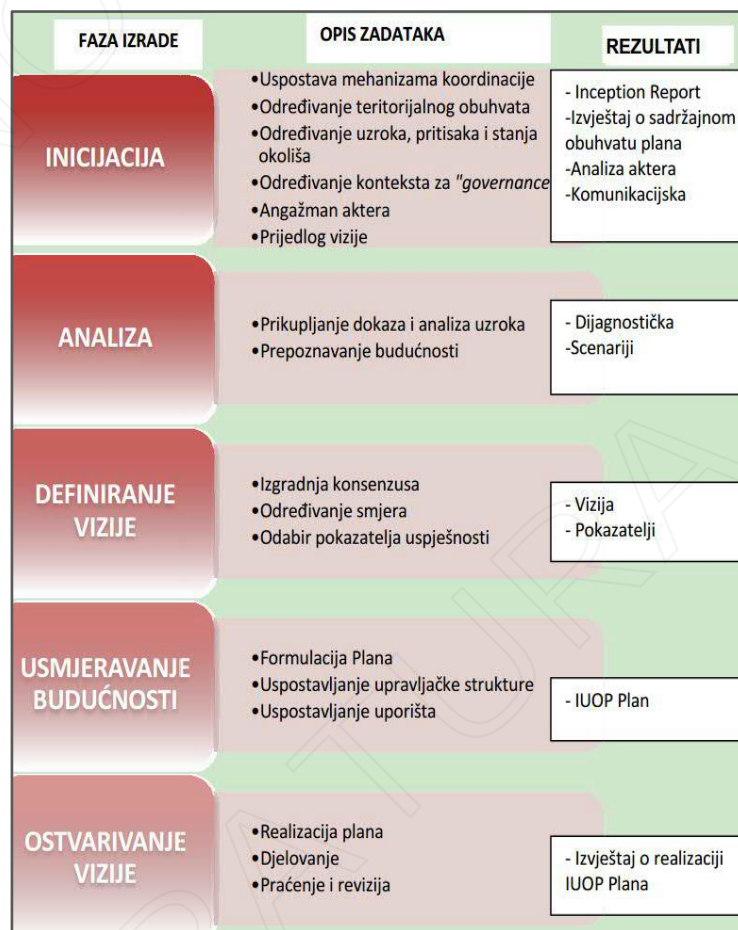 FAZA IZRADE
OPIS ZADATAKA
REZULTATI
INICIJACIJA
•Uspostava mehanizama koordinacije
•Određivanje teritorijalnog obuhvata
•Određivanje uzroka, pritisaka i stanja
okoliša
•Određivanje konteksta za "governance
•Angažman aktera
•Prijedlog vizije
- Inception Report
-Izvještaj o sadržajnom
obuhvatu plana
-Analiza aktera
-Komunikacijska
ANALIZA
•Prikupljanje dokaza i analiza uzroka
•Prepoznavanje budućnosti
- Dijagnostička
-Scenariji
DEFINIRANJE
VIZIJE
•Izgradnja konsenzusa
•Određivanje smjera
•Odabir pokazatelja uspješnosti
- Vizija
- Pokazatelji
USMJERAVANJE
BUDUĆNOSTI
•Formulacija Plana
•Uspostavljanje upravljačke strukture
•Uspostavljanje uporišta
- IUOP Plan
OSTVARIVANJE
VIZIJE
•Realizacija plana
•Djelovanje
•Praćenje i revizija
- Izvještaj o realizaciji
IUOP Plana